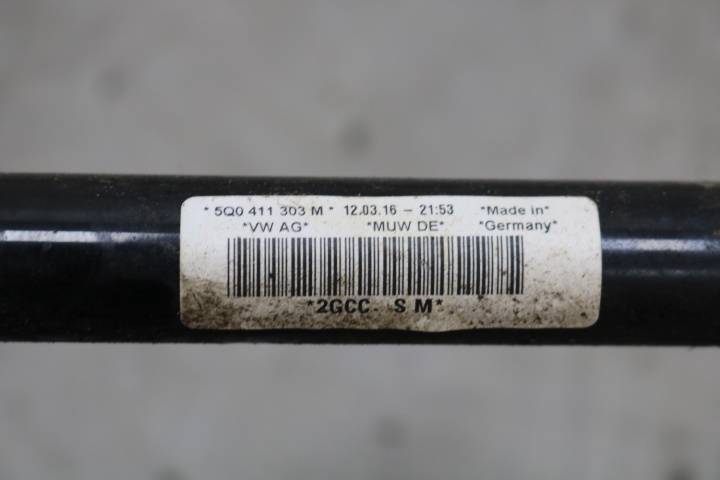 *5Q0 411 303 M* 12.03.16 – 21:53 *Made in*
*VW AG* *MUW DE* *Germany*
*2GCC- S M*